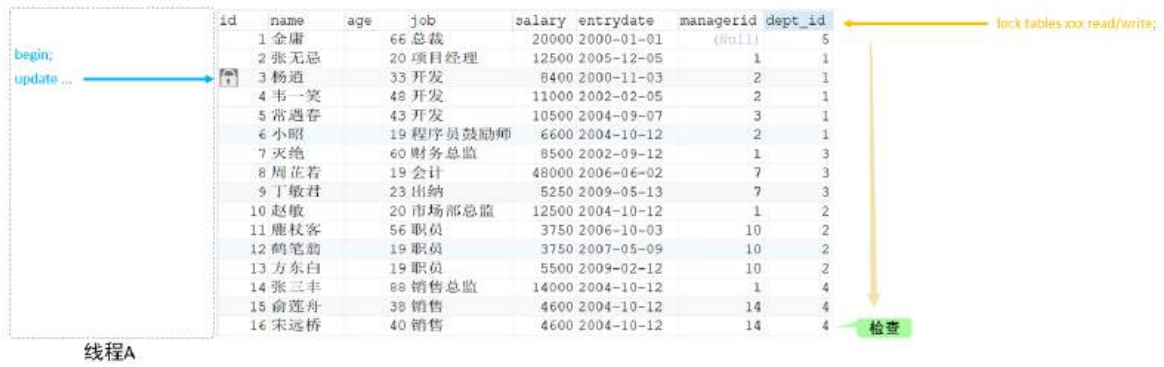 id name age job salary entrydate managerid dept_id
lock tables xxx read/write;
1 金庸 66 总裁 20000 2000-01-01 (Null) 5
begin;
2 张无忌 20 项目经理 12500 2005-12-05 1 1
update ...
3 杨逍 33 开发 8400 2000-11-03 2 1
4 韦一笑 48 开发 11000 2002-02-05 2 1
5 常遇春 43 开发 10500 2004-09-07 3 1
6 小昭 19 程序员鼓励师 6600 2004-10-12 2 1
7 灭绝 60 财务总监 8500 2002-09-12 1 3
8 周芷若 19 会计 48000 2006-06-02 7 3
9 丁敏君 23 出纳 5250 2009-05-13 7 3
10 赵敏 20 市场部总监 12500 2004-10-12 1 2
11 鹿杖客 56 职员 3750 2006-10-03 10 2
12 鹤笔翁 19 职员 3750 2007-05-09 10 2
13 方东白 19 职员 5500 2009-02-12 10 2
14 张三丰 88 销售总监 14000 2004-10-12 1 4
15 俞莲舟 38 销售 4600 2004-10-12 14 4
16 宋远桥 40 销售 4600 2004-10-12 14 4
检查
线程A